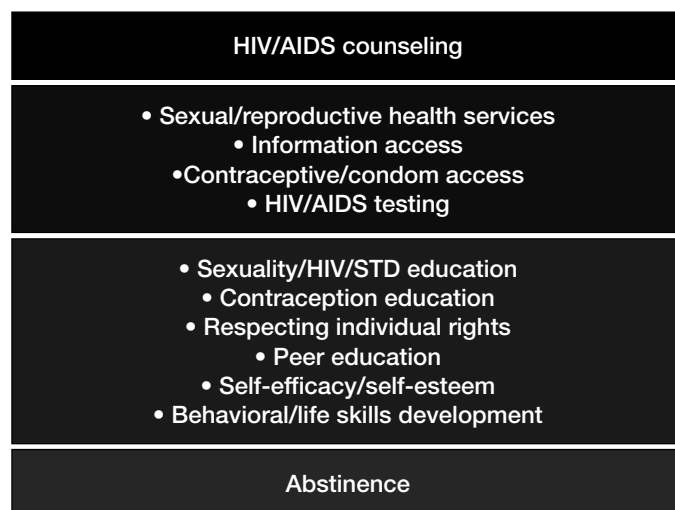 HIV/AIDS counseling
• Sexual/reproductive health services
• Information access
•Contraceptive/condom access
• HIV/AIDS testing
• Sexuality/HIV/STD education
• Contraception education
• Respecting individual rights
• Peer education
• Self-efficacy/self-esteem
• Behavioral/life skills development
Abstinence